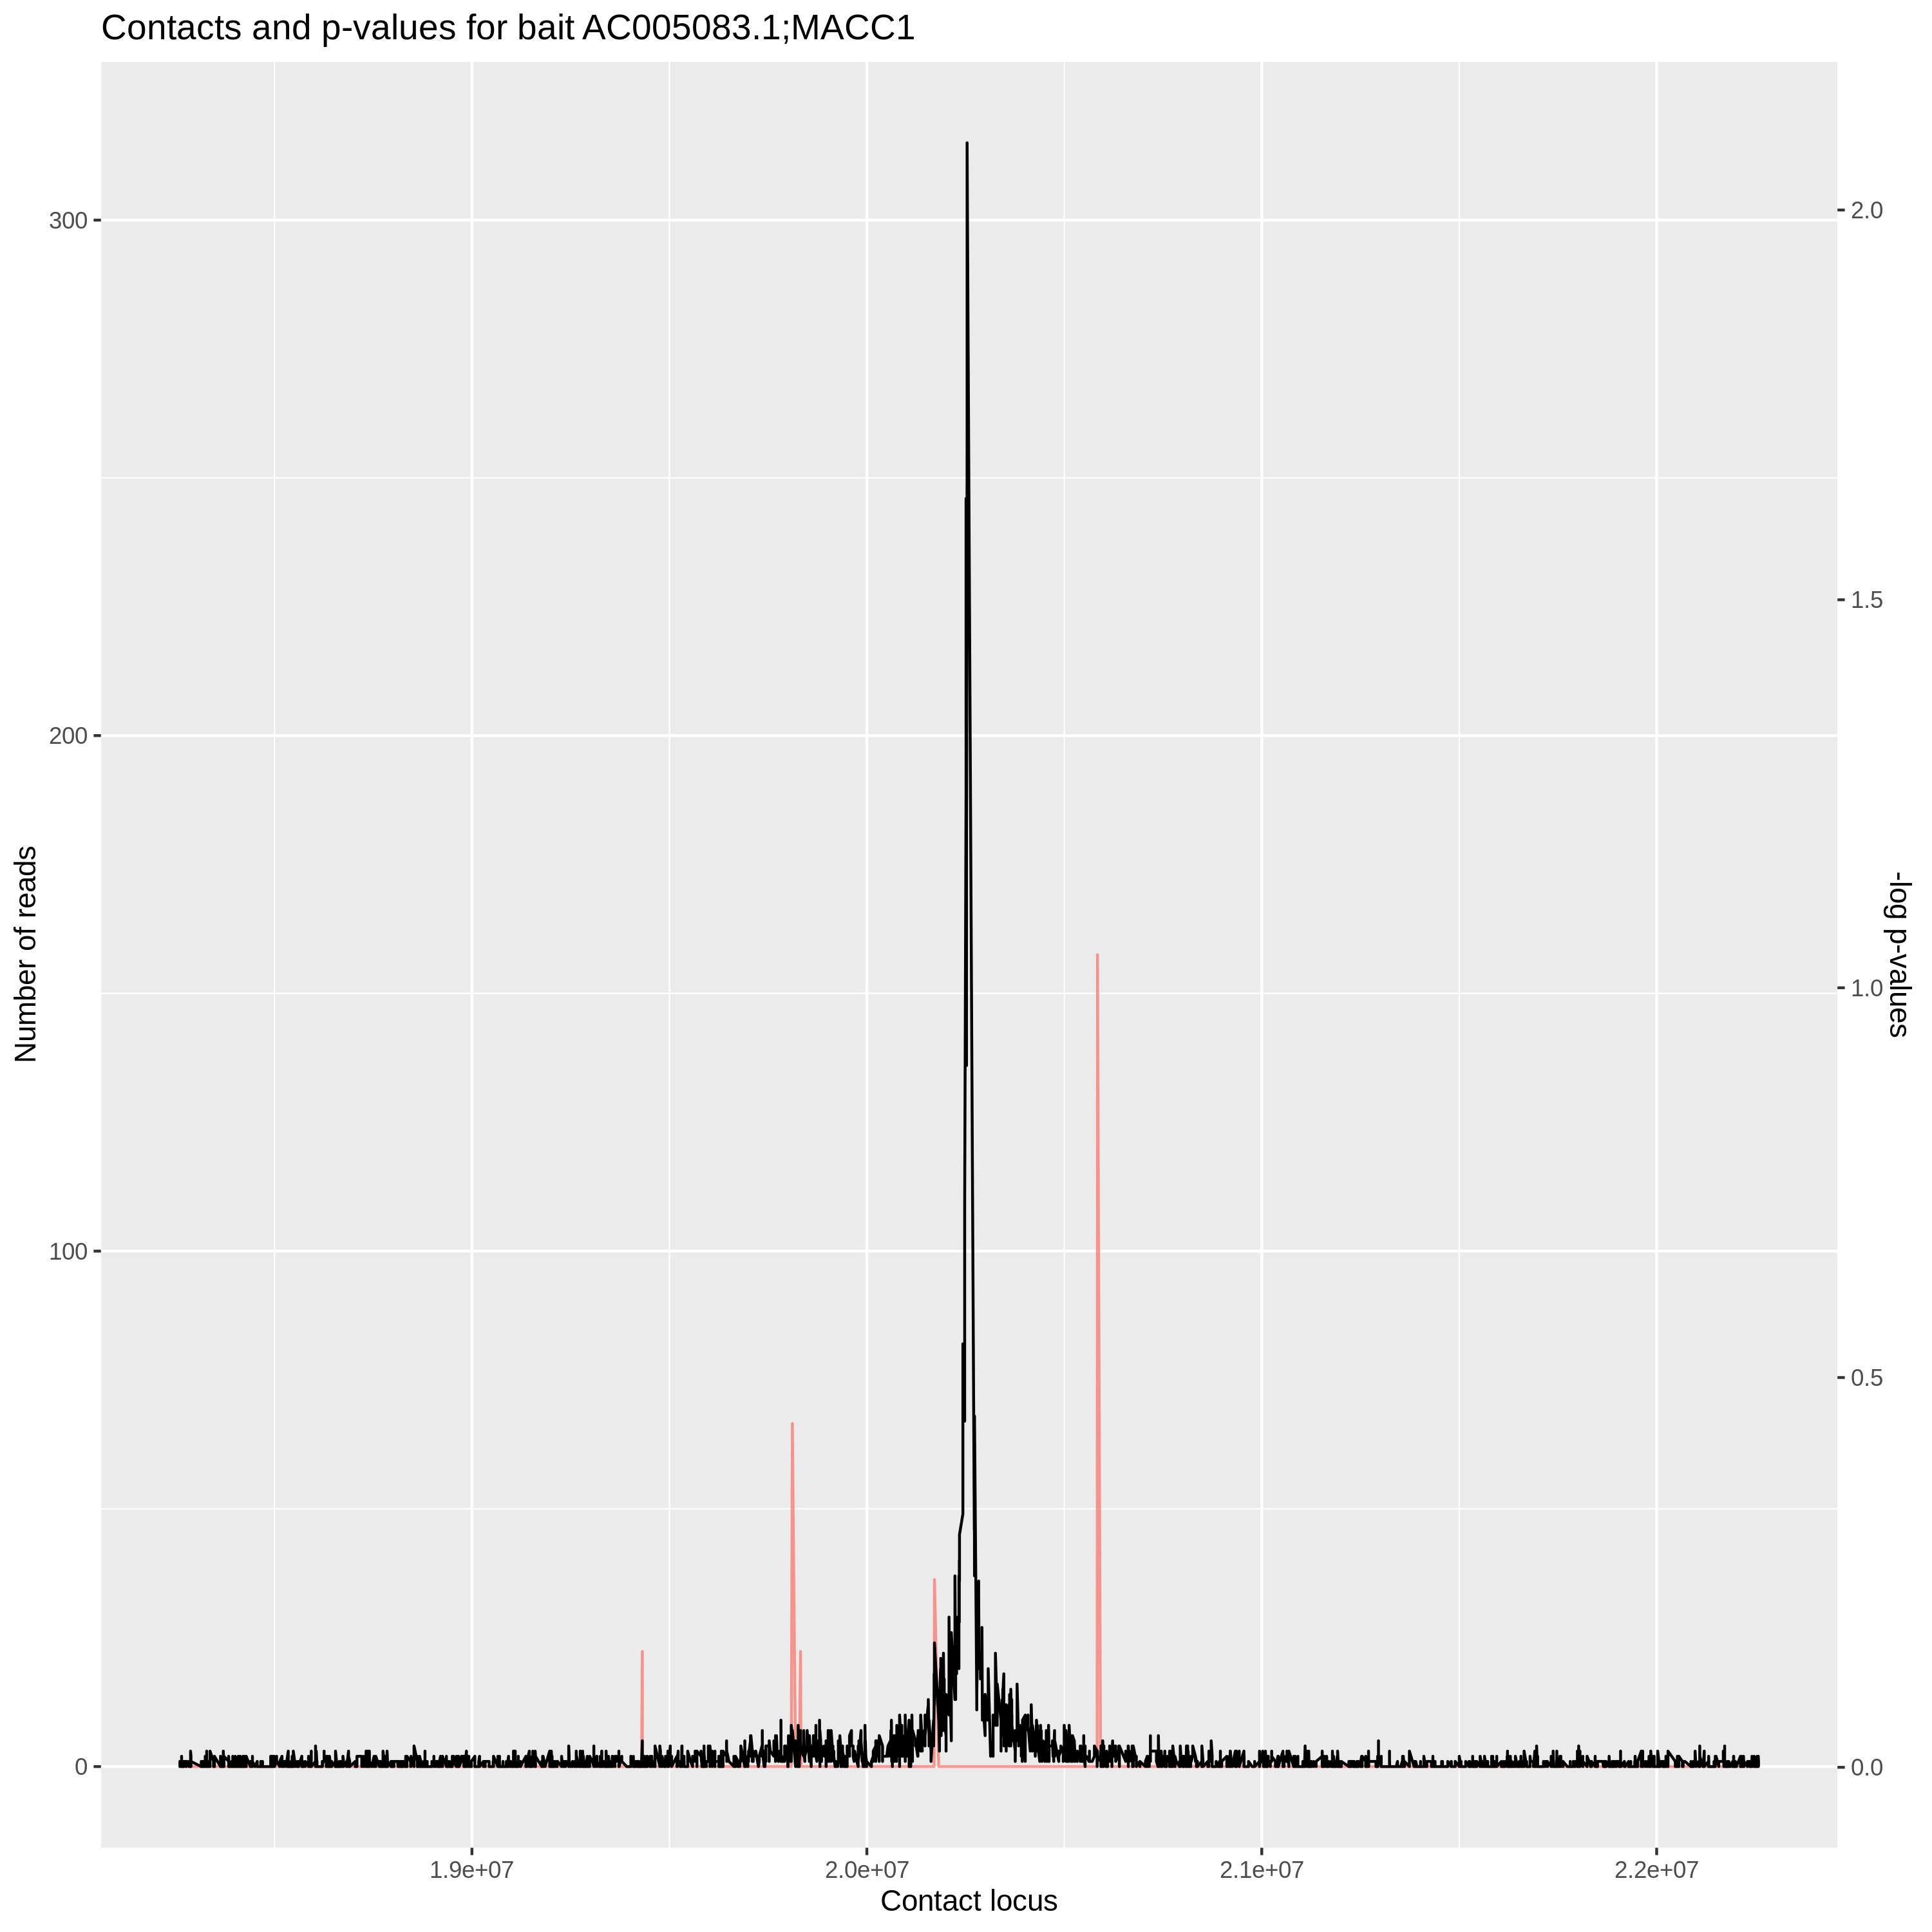 Contacts and p-values for bait AC005083.1;MACC1
300
200
100
0
Number of reads
2.0
1.5
1.0
0.5
0.0
-log p-values
1.9e+07
2.0e+07
2.1e+07
2.2e+07
Contact locus